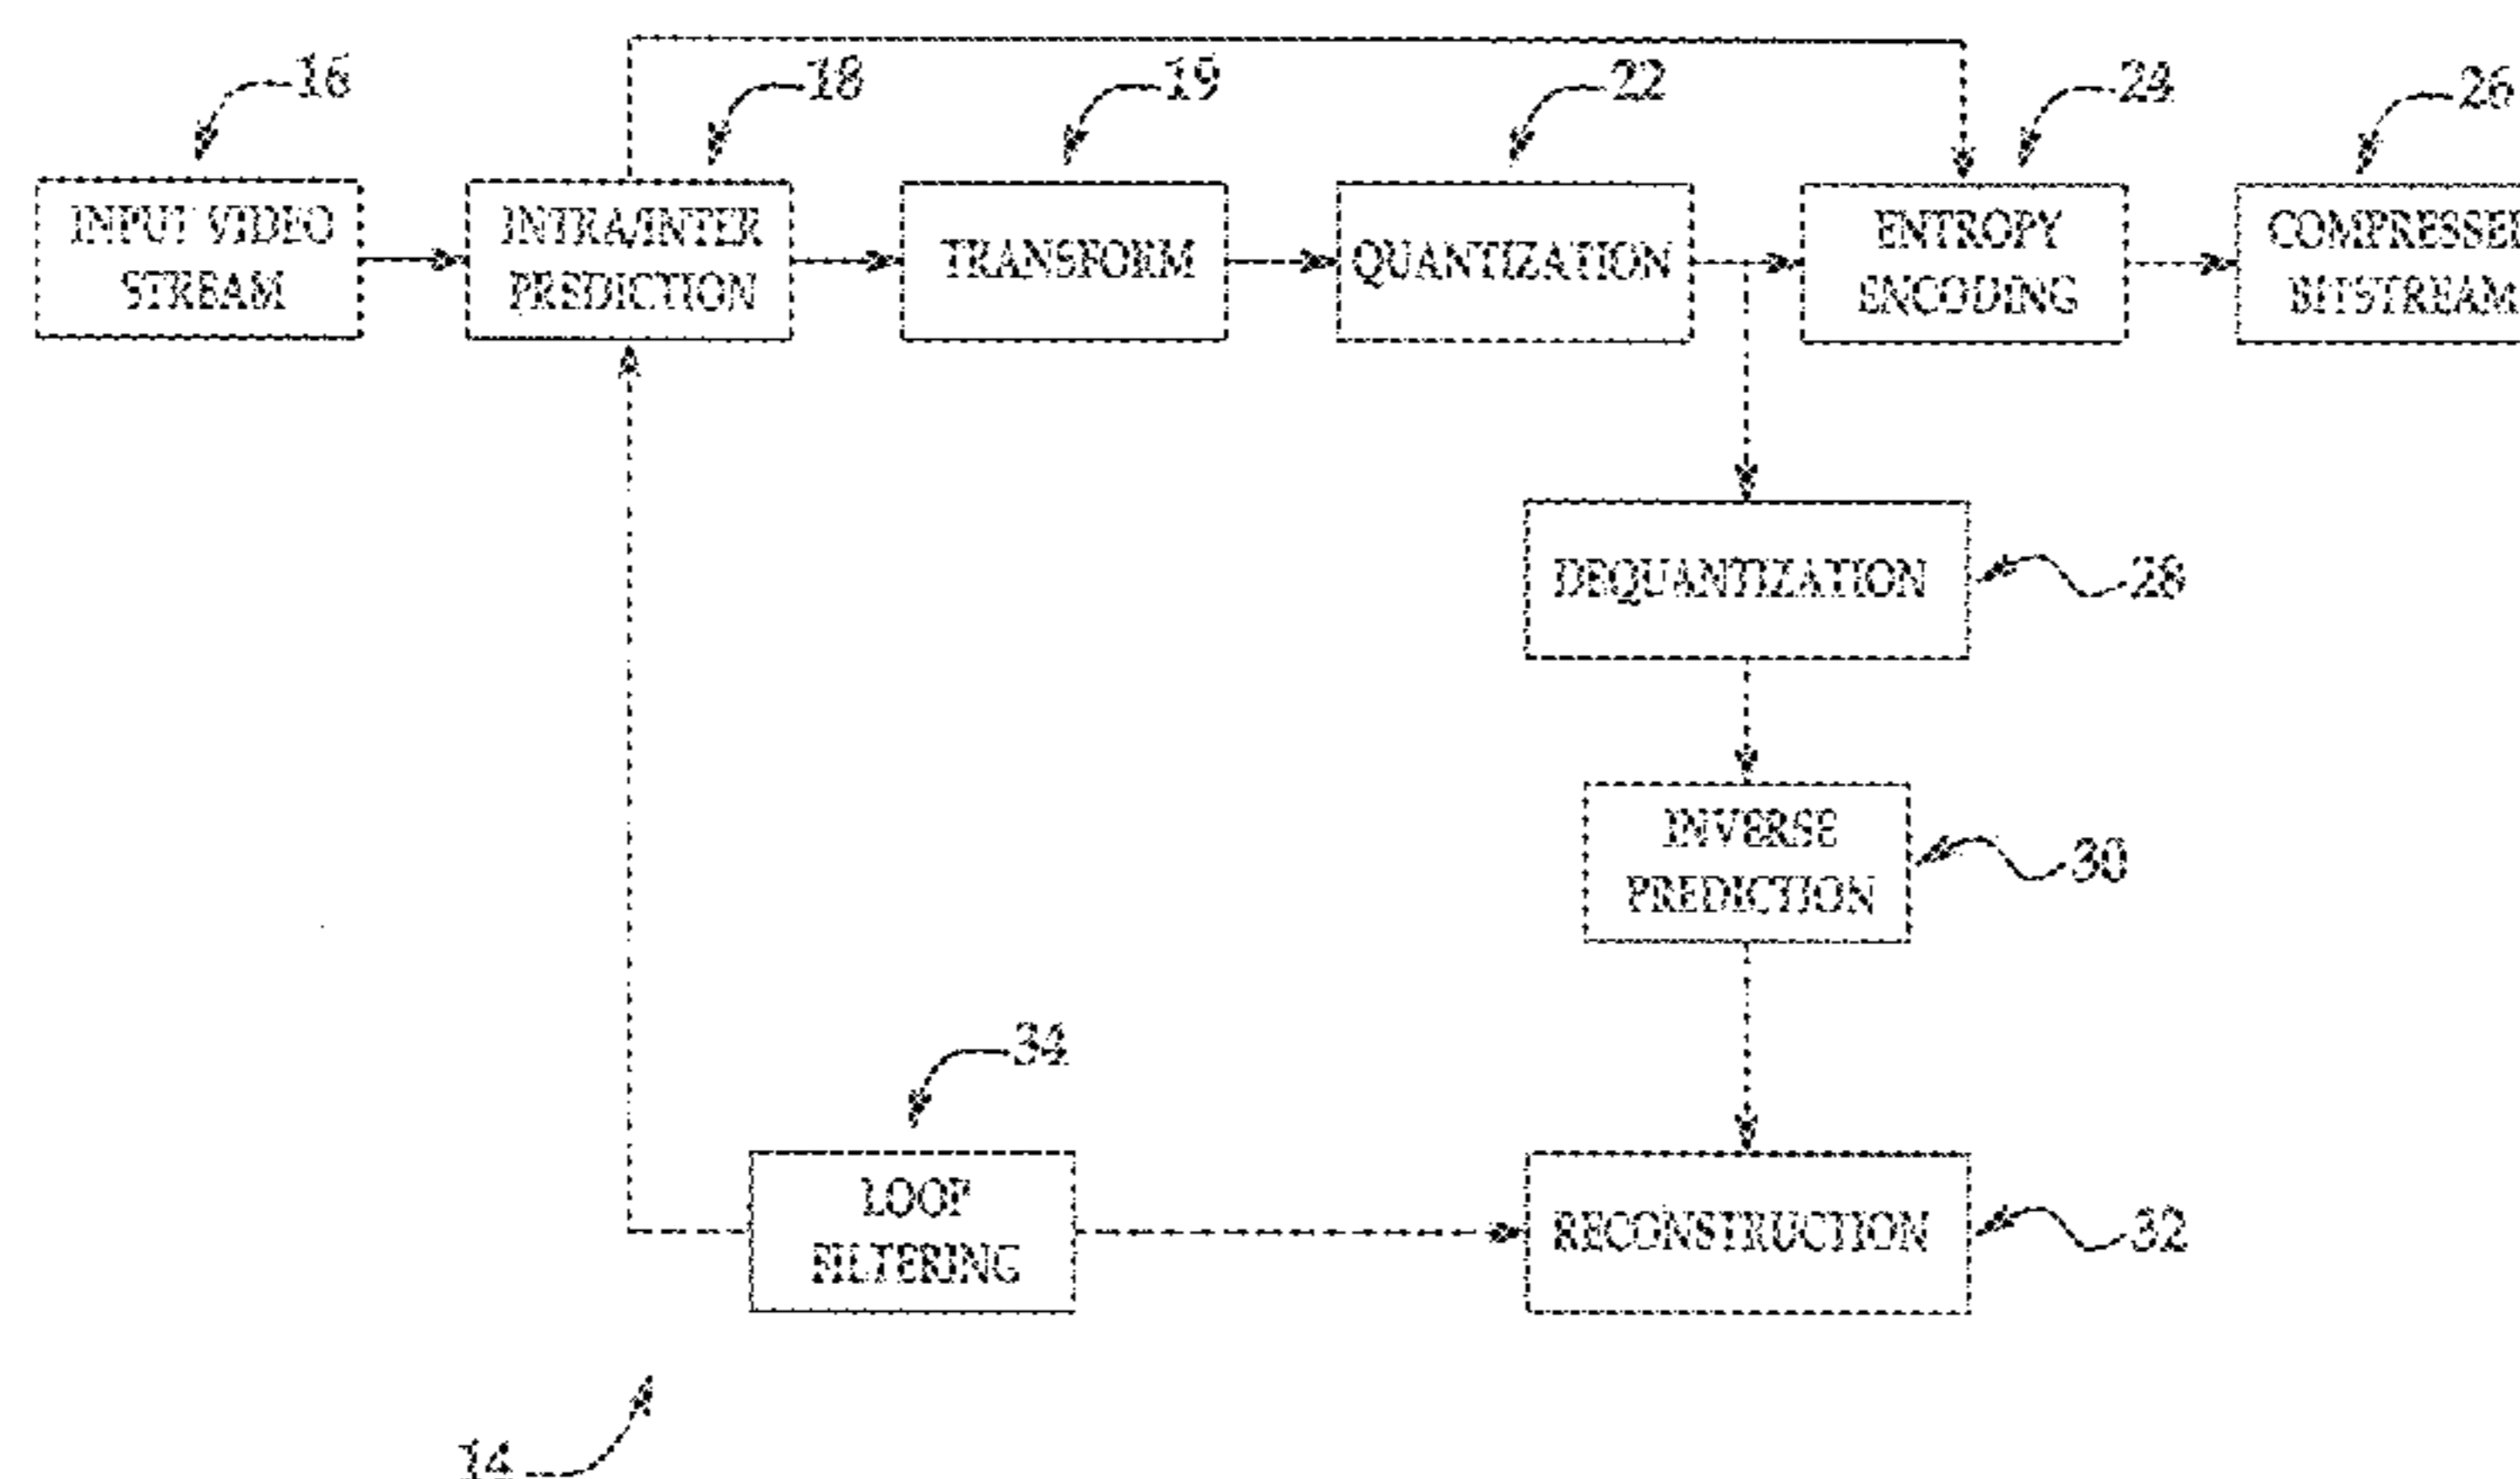 16
18
19
22
24
26
INPUT VIDEO
STREAM
INTRA/INTER
PRSDICTION
TRANSFORM
QUANTIZATION
ENTROPY
ENCODING
COMPRESSED
BITSTREAM
DEQUANTIZATION
28
INVERSE
PREDICTION
30
34
LOOP
FILTERING
RECONSTRUCTION
32
14